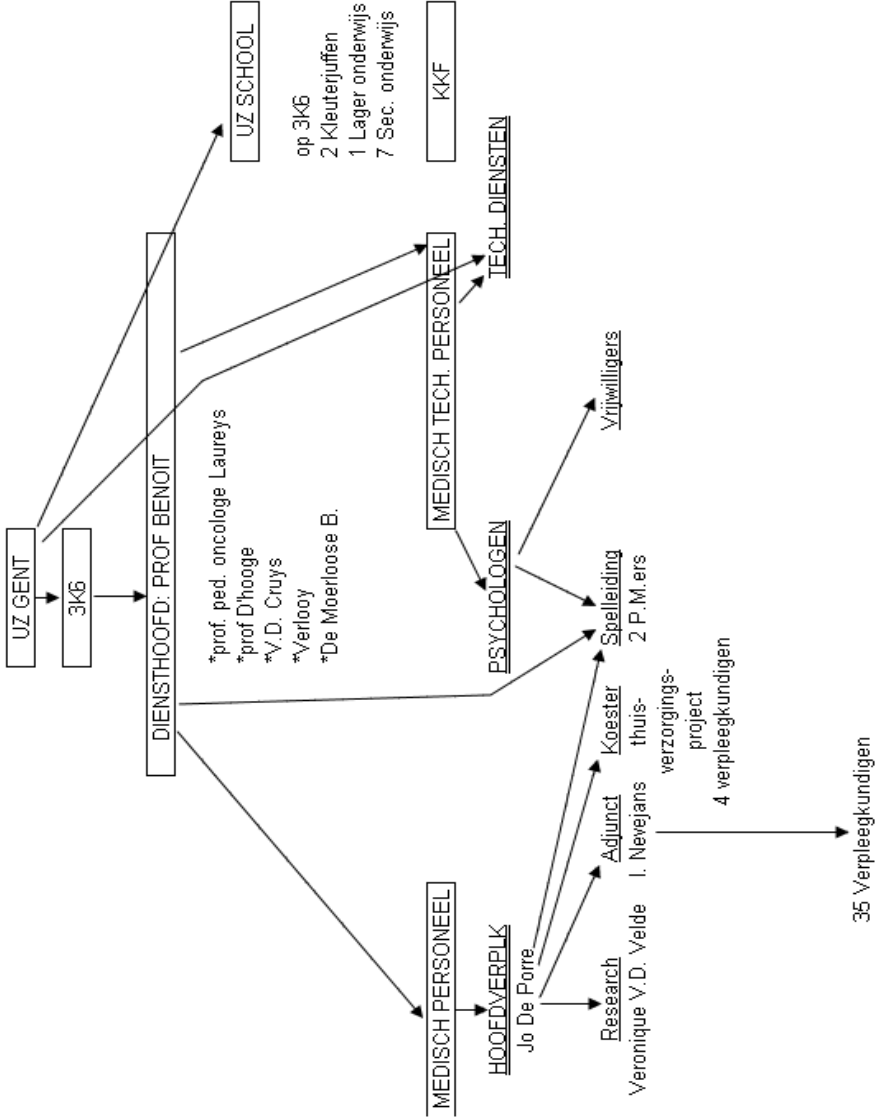 UZ GENT
3K6
DIENSTHOOFD: PROF BENOIT
*prof. ped. oncologe Laureys
*prof D'hooge
*V.D. Cruys
*Verlooy
*De Moerloose B.
UZ SCHOOL
op 3K6
2 Kleuterjuffen
1 Lager onderwijs
7 Sec. onderwijs
KKF
MEDISCH PERSONEEL
MEDISCH TECH. PERSONEEL
HOOFDVERPLK
Jo De Porre
PSYCHOLOGEN
TECH. DIENSTEN
Research
Veronique V.D. Velde
Adjunct
I. Nevejans
Koester
thuis-
verzorgings-
project
4 verpleegkundigen
Spelleiding
2 P.M.ers
Vrijwilligers
35 Verpleegkundigen